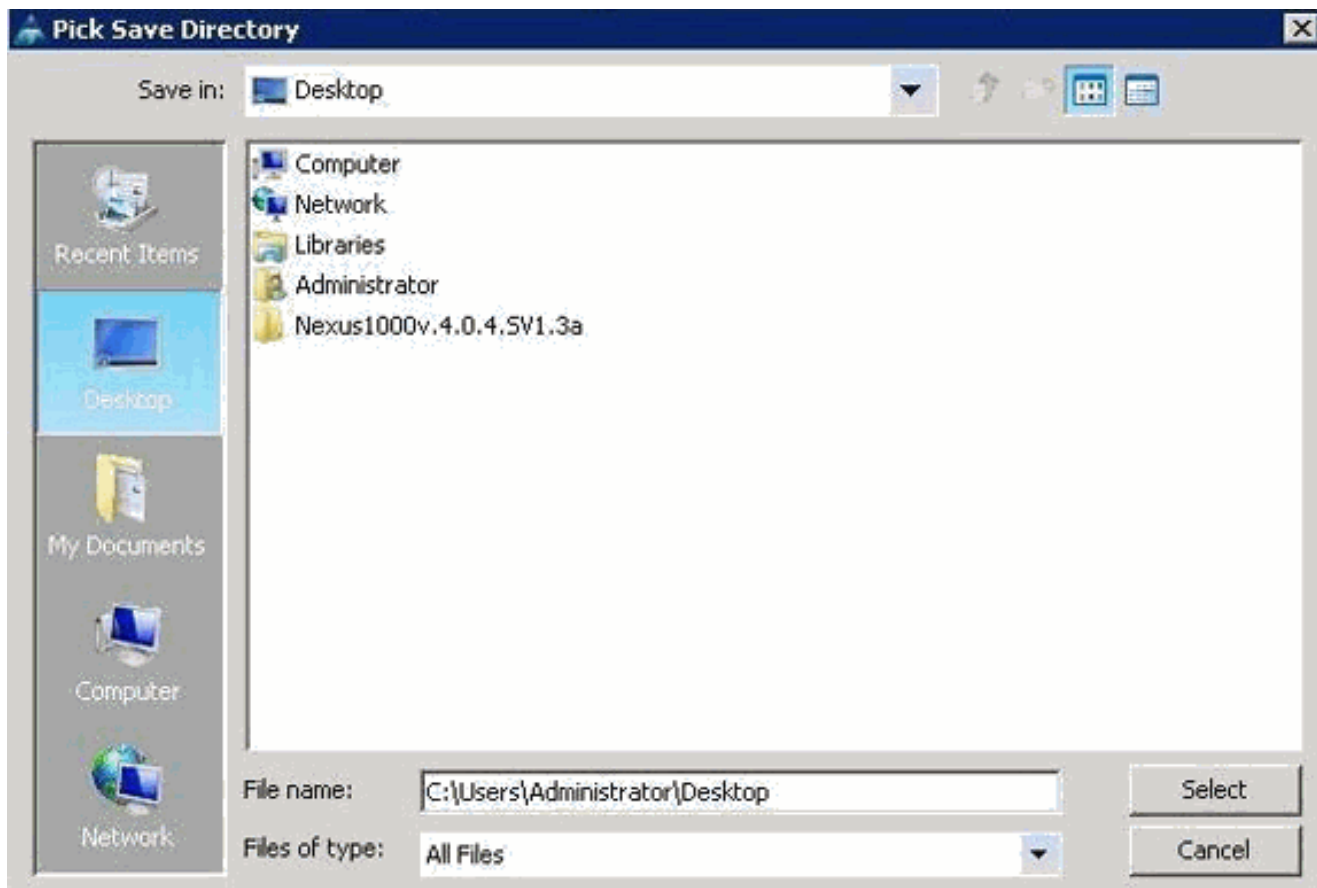 Pick Save Directory
Save in:
Desktop
Recent Items
Desktop
My Documents
Computer
Network
Computer
Network
Libraries
Administrator
Nexus1000v.4.0.4.SV1.3a
File name:
C:\Users\Administrator\Desktop
Select
Files of type:
All Files
Cancel